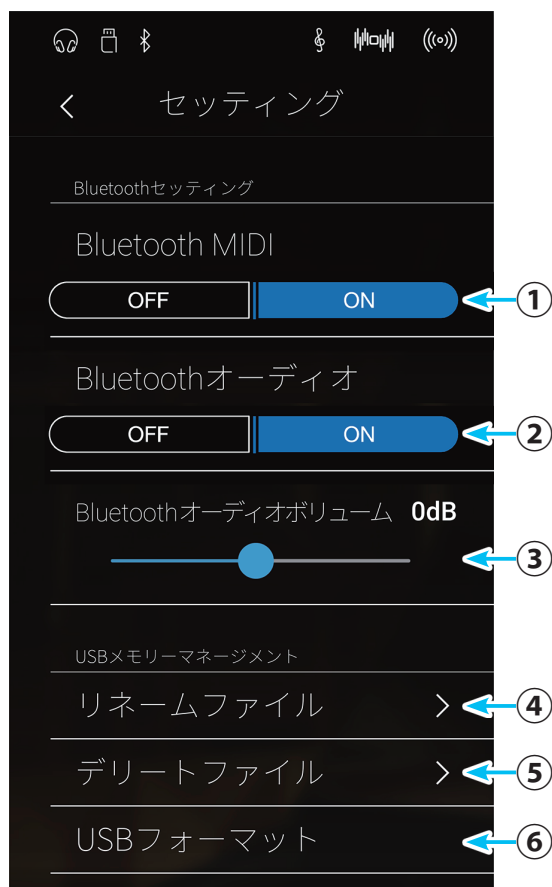 セッティング
Bluetoothセッティング
Bluetooth MIDI
OFF ON ①
Bluetoothオーディオ
OFF ON ②
Bluetoothオーディオボリューム 0dB
③
USBメモリーマネージメント
リネームファイル ④
デリートファイル ⑤
USBフォーマット ⑥